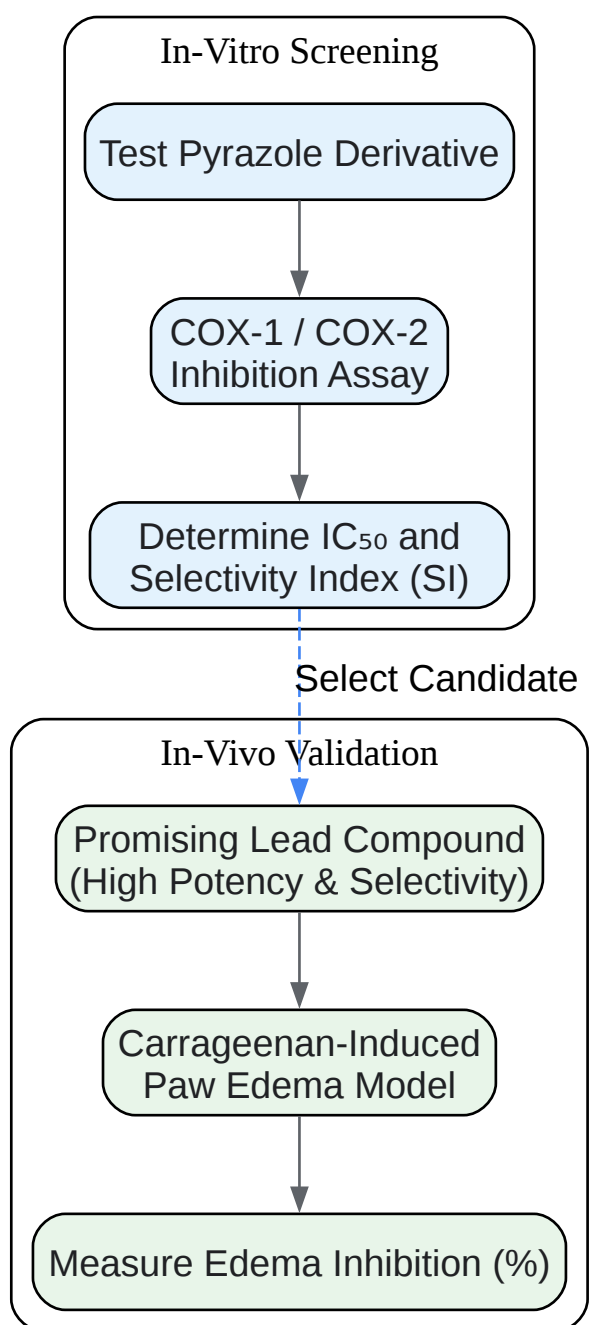 In-Vitro Screening
Test Pyrazole Derivative
COX-1 / COX-2
Inhibition Assay
Determine IC₅₀ and
Selectivity Index (SI)
Select Candidate
In-Vivo Validation
Promising Lead Compound
(High Potency & Selectivity)
Carrageenan-Induced
Paw Edema Model
Measure Edema Inhibition (%)